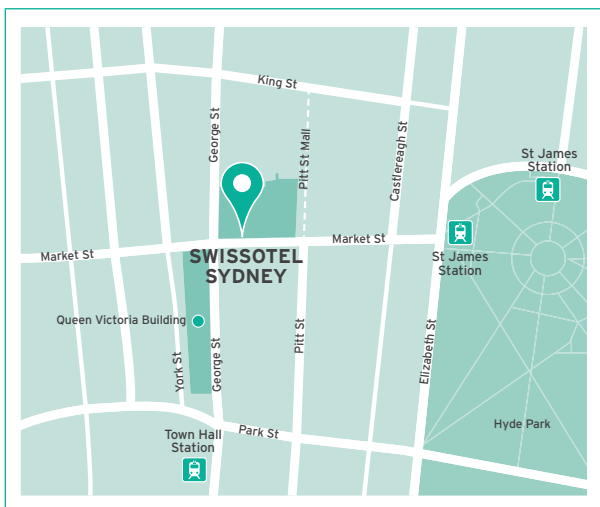 King St
George St
Pitt St Mall
Castlereagh St
St James
Station
Market St
Market St
SWISSOTEL
SYDNEY
St James
Station
Queen Victoria Building
York St
George St
Pitt St
Elizabeth St
Hyde Park
Park St
Town Hall
Station